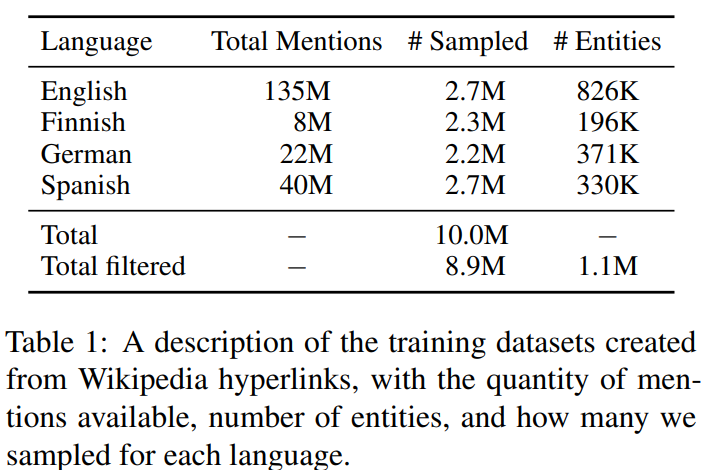 Language Total Mentions # Sampled # Entities
English 135M 2.7M 826K
Finnish 8M 2.3M 196K
German 22M 2.2M 371K
Spanish 40M 2.7M 330K
Total — 10.0M —
Total filtered — 8.9M 1.1M
Table 1: A description of the training datasets created
from Wikipedia hyperlinks, with the quantity of men-
tions available, number of entities, and how many we
sampled for each language.